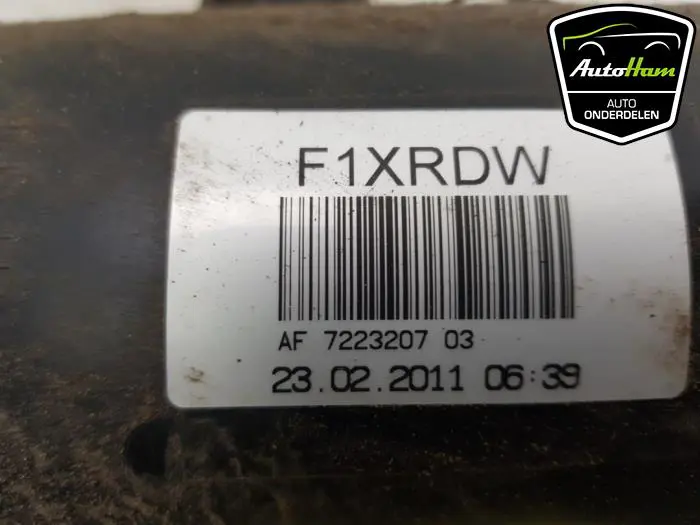 AutoHam
AUTO
ONDERDELEN
F1XRDW
AF 7223207 03
23.02.2011 06:39